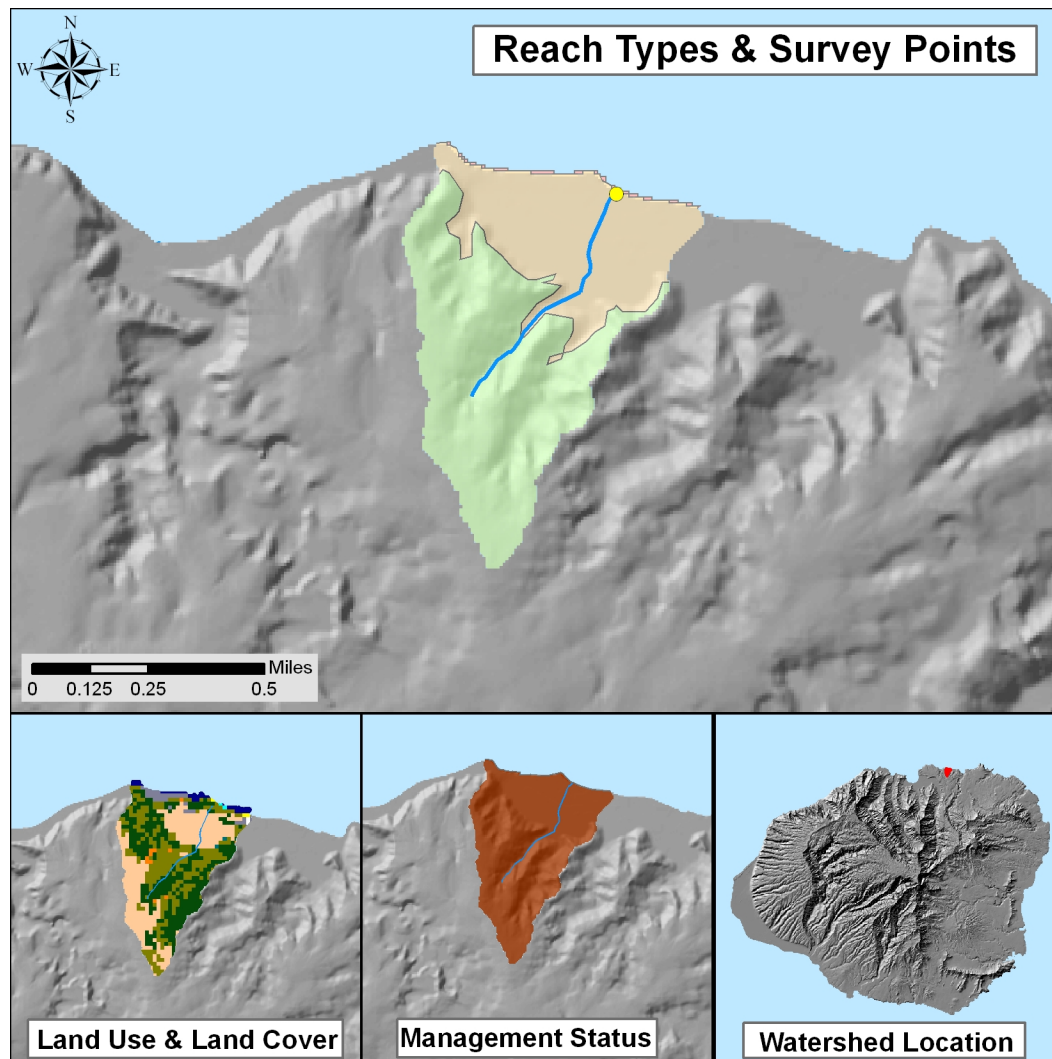 N
Reach Types & Survey Points
W E
S
Miles
0 0.125 0.25 0.5
Land Use & Land Cover
Management Status
Watershed Location